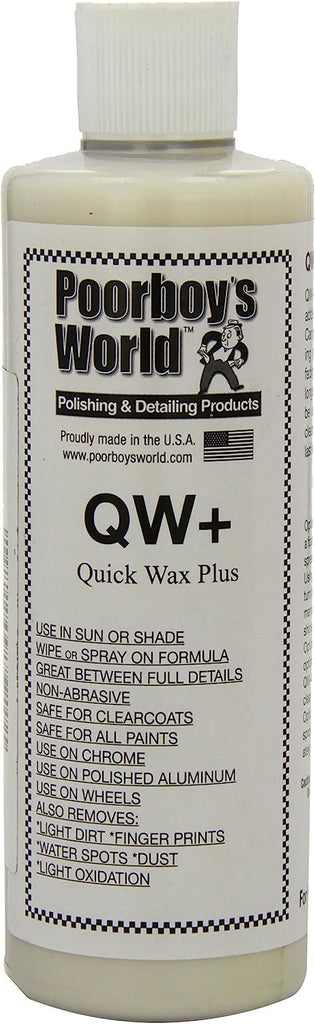 Poorboy's
World™
Polishing & Detailing Products
Proudly made in the U.S.A.
www.poorboysworld.com
QW+
Quick Wax Plus
USE IN SUN OR SHADE
WIPE OR SPRAY ON FORMULA
GREAT BETWEEN FULL DETAILS
NON-ABRASIVE
SAFE FOR CLEARCOATS
SAFE FOR ALL PAINTS
USE ON CHROME
USE ON POLISHED ALUMINUM
USE ON WHEELS
ALSO REMOVES:
*LIGHT DIRT *FINGER PRINTS
*WATER SPOTS *DUST
*LIGHT OXIDATION